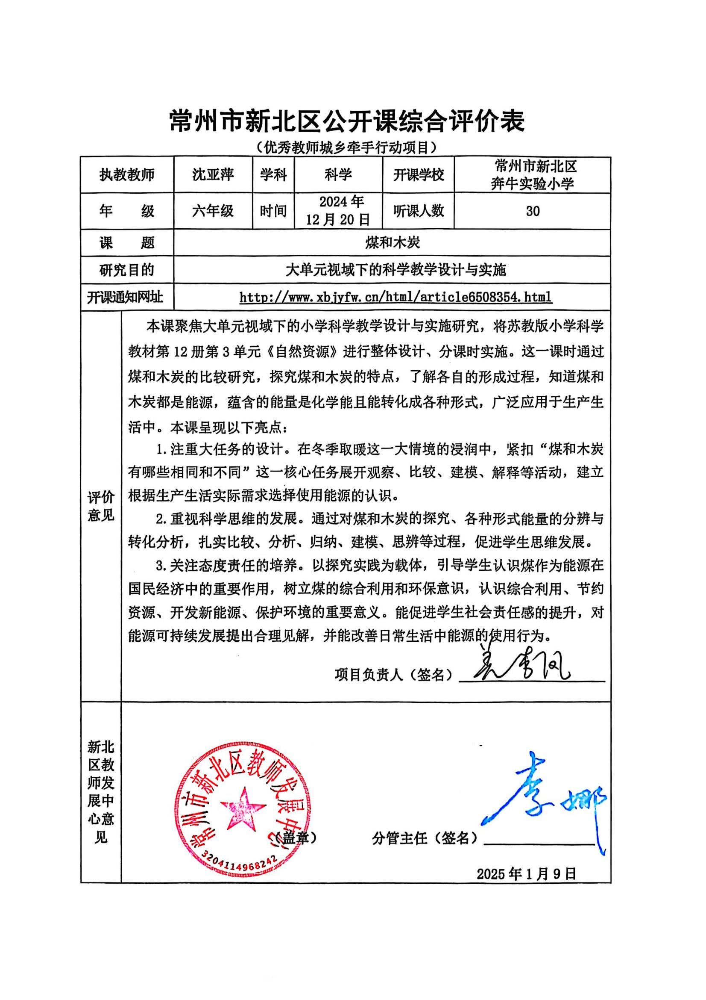 常州市新北区公开课综合评价表
（优秀教师城乡牵手行动项目）
执教教师 沈亚萍 学科 科学 开课学校 常州市新北区
奔牛实验小学
年 级 六年级 时间 2024 年
12 月 20 日 听课人数 30
课 题 煤和木炭
研究目的 大单元视域下的科学教学设计与实施
开课通知网址 http://www.xbjyfw.cn/html/article6508354.html
评价
意见
本课聚焦大单元视域下的小学科学教学设计与实施研究，将苏教版小学科学
教材第 12 册第 3 单元《自然资源》进行整体设计、分课时实施。这一课时通过
煤和木炭的比较研究，探究煤和木炭的特点，了解各自的形成过程，知道煤和
木炭都是能源，蕴含的能量是化学能且能转化成各种形式，广泛应用于生产生
活中。本课呈现以下亮点：
1.注重大任务的设计。在冬季取暖这一大情境的浸润中，紧扣“煤和木炭
有哪些相同和不同”这一核心任务展开观察、比较、建模、解释等活动，建立
根据生产生活实际需求选择使用能源的认识。
2.重视科学思维的发展。通过对煤和木炭的探究、各种形式能量的分辨与
转化分析，扎实比较、分析、归纳、建模、思辨等过程，促进学生思维发展。
3.关注态度责任的培养。以探究实践为载体，引导学生认识煤作为能源在
国民经济中的重要作用，树立煤的综合利用和环保意识，认识综合利用、节约
资源、开发新能源、保护环境的重要意义。能促进学生社会责任感的提升，对
能源可持续发展提出合理见解，并能改善日常生活中能源的使用行为。
项目负责人（签名）
新北
区教
师发
展中
心意
见
常州市新北区教师发展中心
3204114968242
（盖章） 分管主任（签名） 李娜
2025 年 1 月 9 日